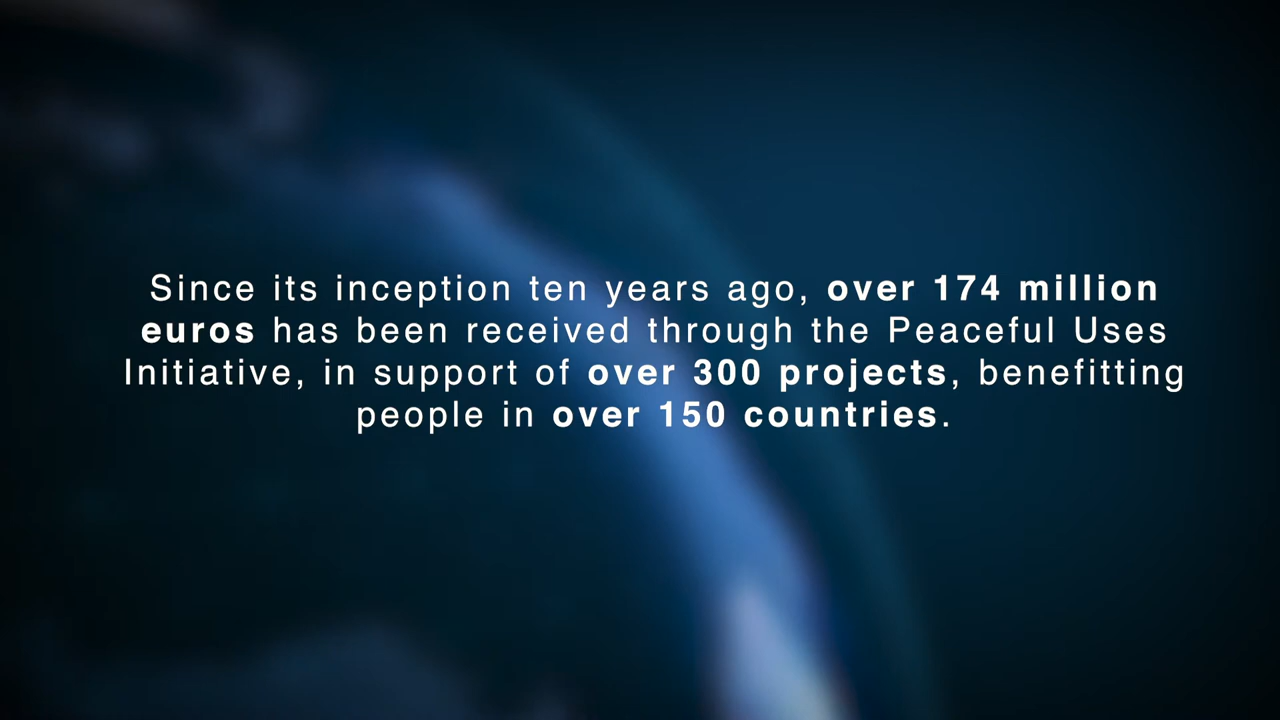 Since its inception ten years ago, over 174 million
euros has been received through the Peaceful Uses
Initiative, in support of over 300 projects, benefitting
people in over 150 countries.